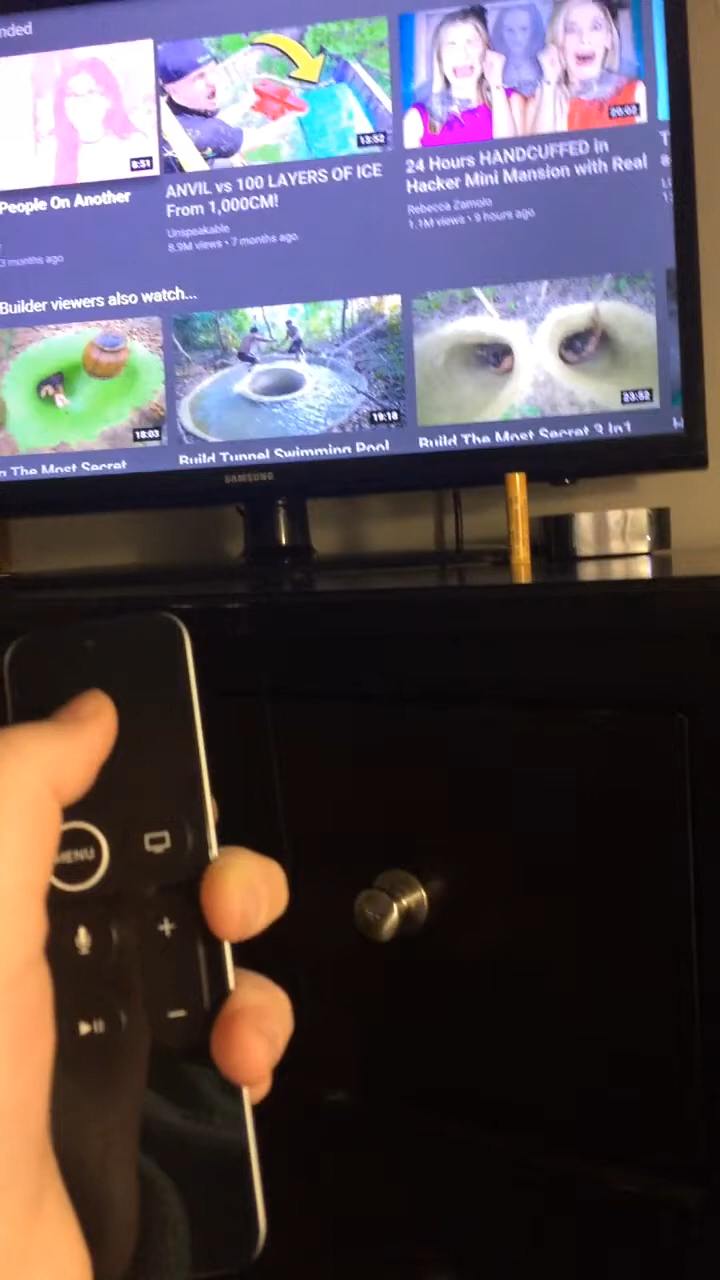 nded
8:51
13:52
20:02
People On Another
3 months ago
ANVIL vs 100 LAYERS OF ICE
From 1,000CM!
Unspeakable
8.9M views • 7 months ago
24 Hours HANDCUFFED in
Hacker Mini Mansion with Real
Rebecca Zamolo
1.1M views • 9 hours ago
Builder viewers also watch...
18:03
19:18
23:52
The Most Secret
Build Tunnel Swimming Pool
Build The Most Secret 3 In1
SAMSUNG
MENU